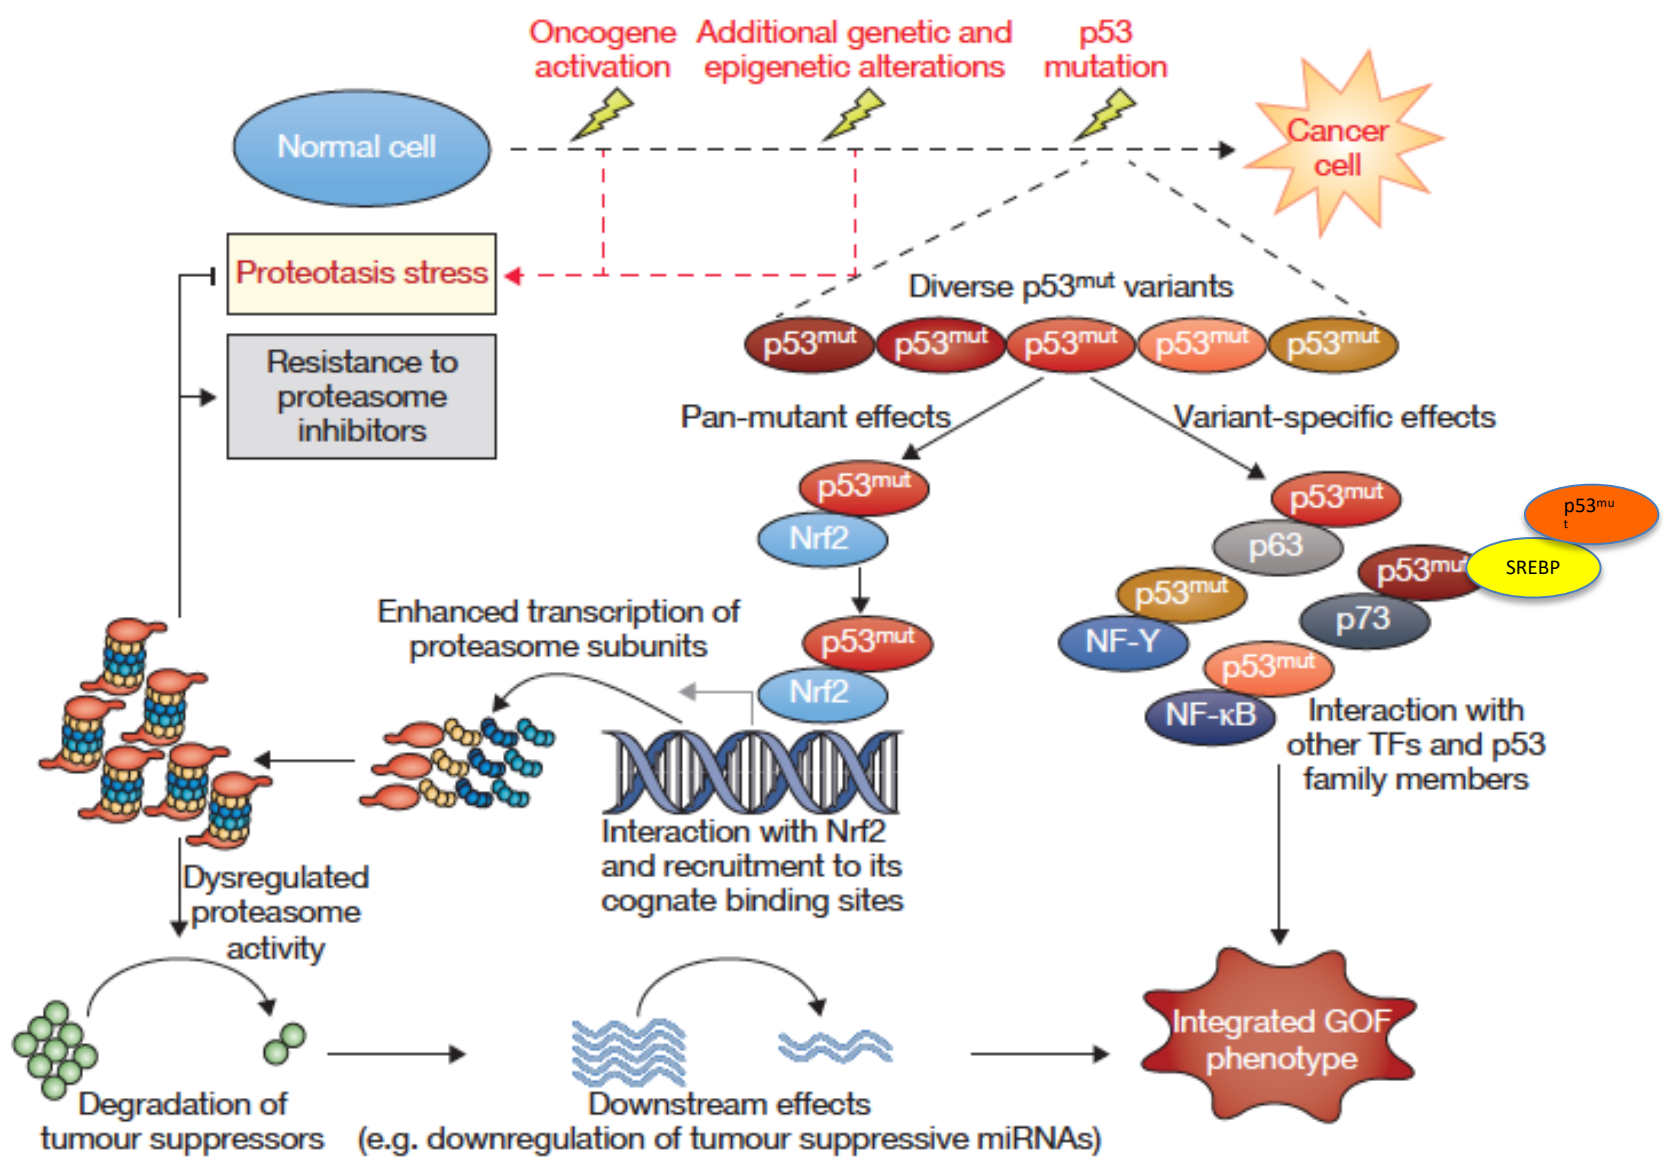 Oncogene
activation
Additional genetic and
epigenetic alterations
p53
mutation
Normal cell
Cancer
cell
Proteotasis stress
Resistance to
proteasome
inhibitors
Diverse p53mut variants
p53mut
p53mut
p53mut
p53mut
p53mut
Pan-mutant effects
Variant-specific effects
p53mut
Nrf2
p53mut
p63
p53mu
t
SREBP
p53mut
p73
p53mut
NF-Y
p53mut
NF-κB
Enhanced transcription of
proteasome subunits
p53mut
Nrf2
Interaction with
other TFs and p53
family members
Interaction with Nrf2
and recruitment to its
cognate binding sites
Dysregulated
proteasome
activity
Integrated GOF
phenotype
Degradation of
tumour suppressors
Downstream effects
(e.g. downregulation of tumour suppressive miRNAs)